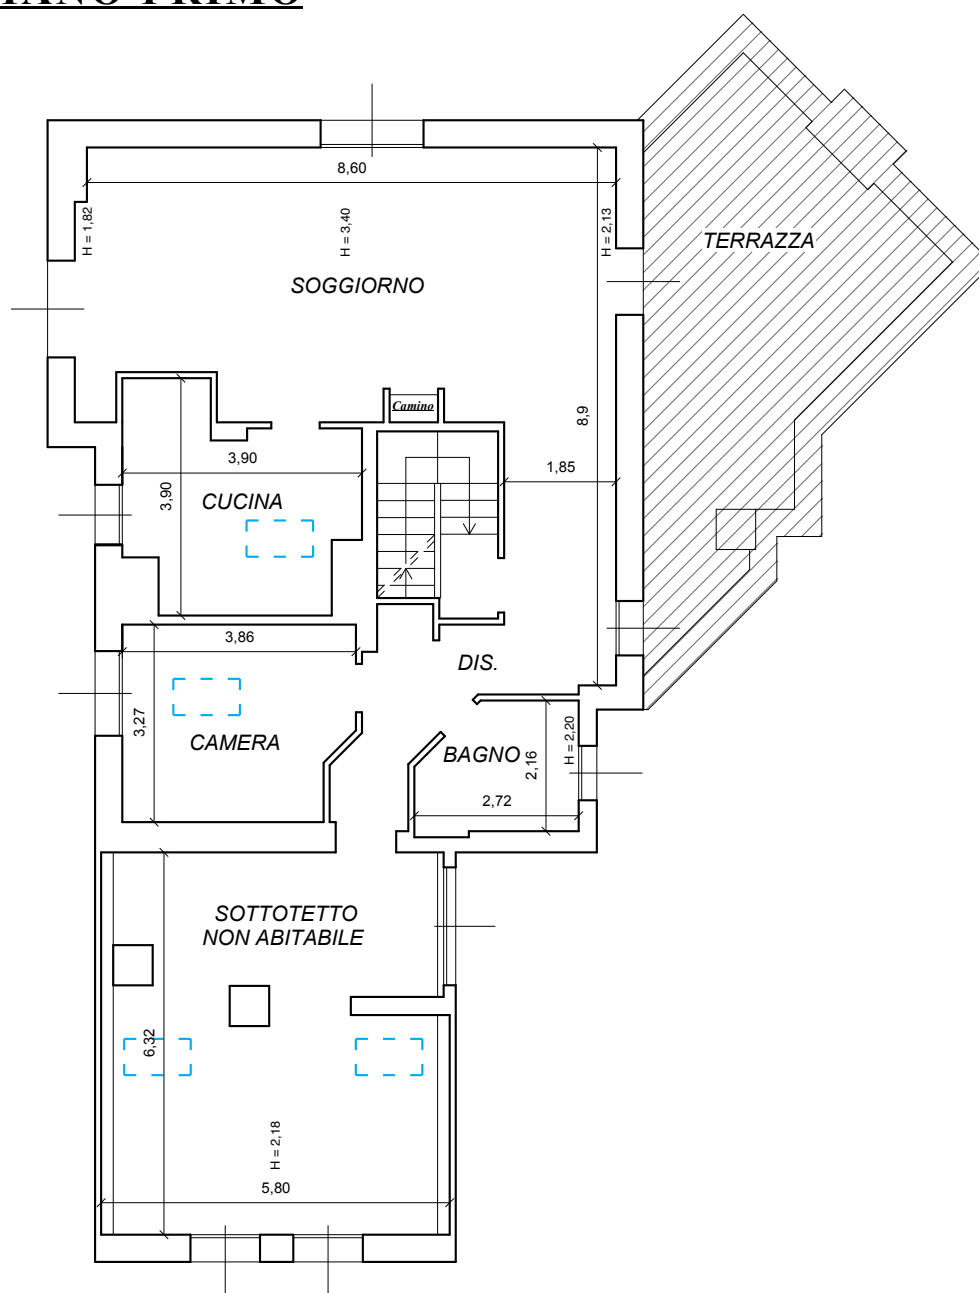 PIANO PRIMO
8,60
H = 1,82
H = 3,40
H = 2,13
TERRAZZA
SOGGIORNO
Camino
8,9
3,90
1,85
3,90
CUCINA
3,86
DIS.
3,27
CAMERA
BAGNO
H = 2,20
2,16
2,72
SOTTOTETTO
NON ABITABILE
6,32
H = 2,18
5,80